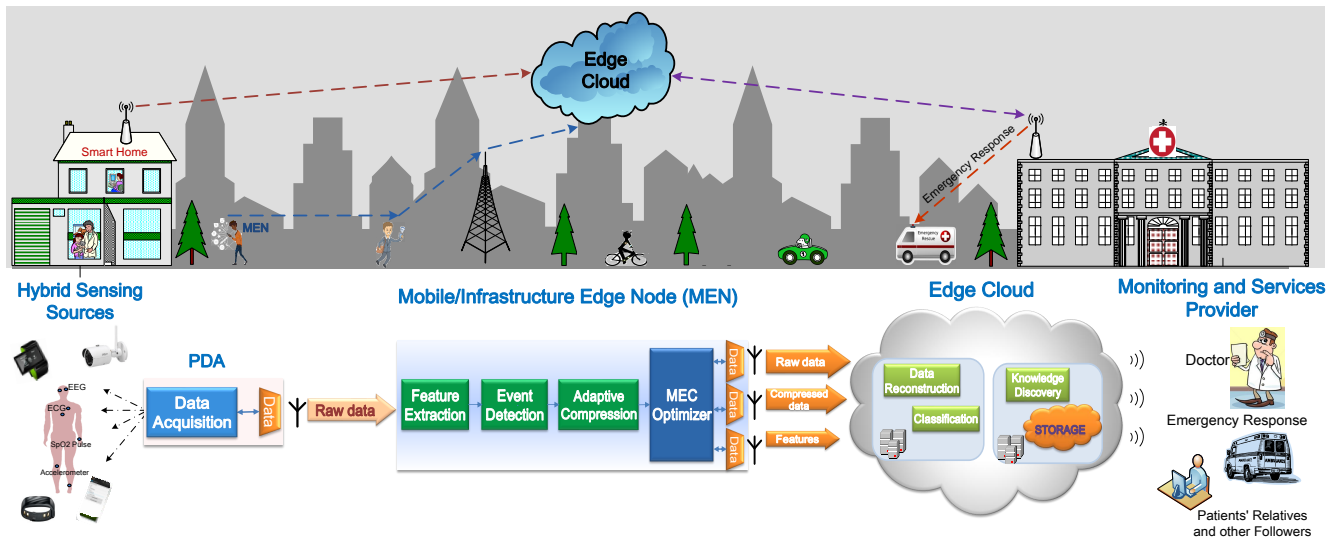 Edge
Cloud
Smart Home
MEN
Emergency Response
Emergency
Rescue
Hybrid Sensing
Sources
Mobile/Infrastructure Edge Node (MEN)
Edge Cloud
Monitoring and Services
Provider
PDA
EEG
ECG
SpO2 Pulse
Accelerometer
Data
Acquisition
Data
Raw data
Feature
Extraction
Event
Detection
Adaptive
Compression
MEC
Optimizer
Data
Data
Data
Raw data
Compressed
data
Features
Data
Reconstruction
Classification
Knowledge
Discovery
STORAGE
Doctor
Emergency Response
AMBULANCE
Patients' Relatives
and other Followers